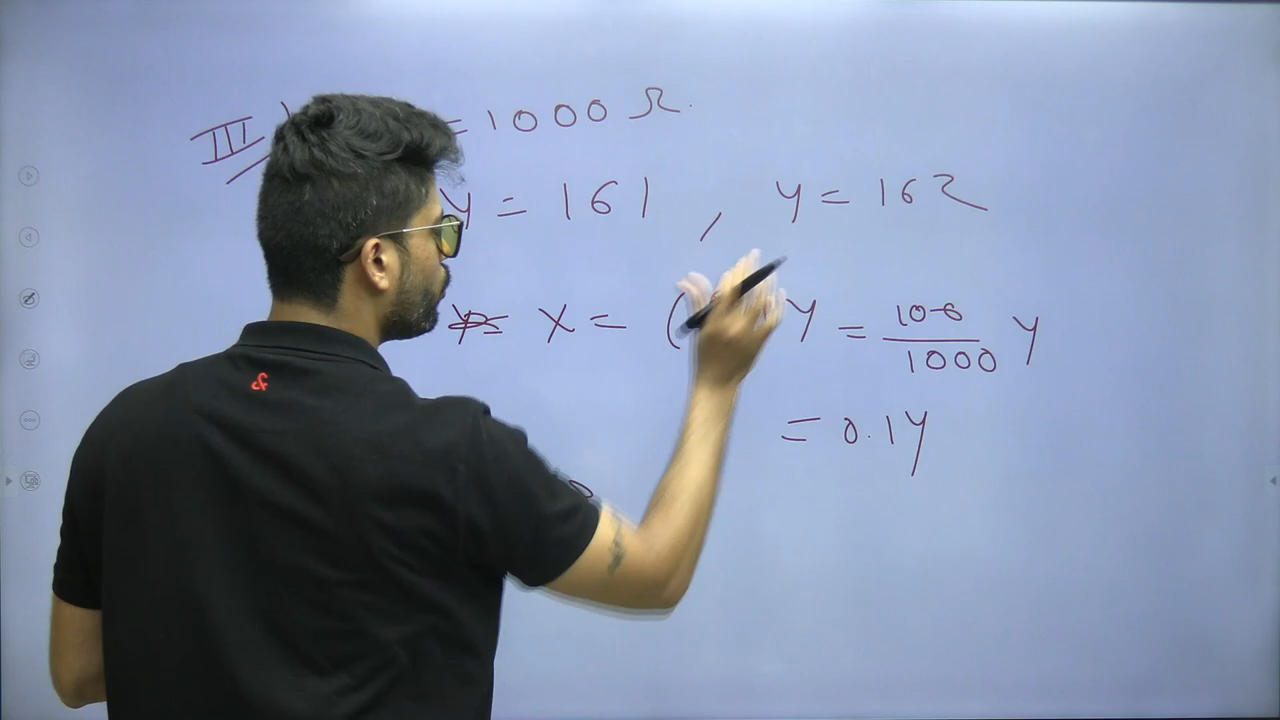 III) = 1000 Ω.
y = 161 , y = 162
X = ( Y = 100/1000 Y
= 0.1y